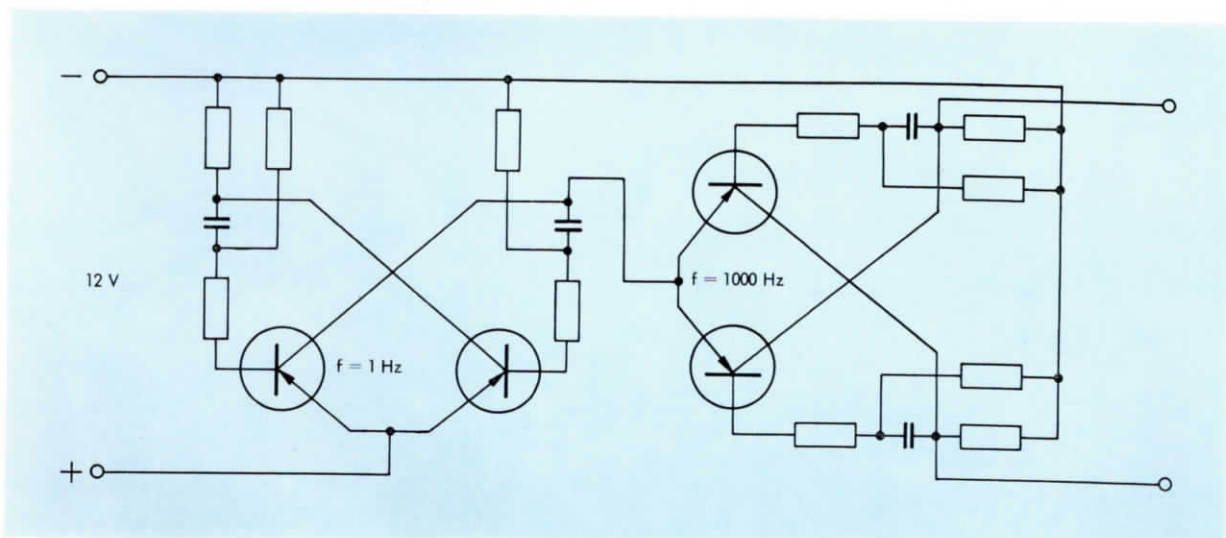 −
12 V
f = 1 Hz
f = 1000 Hz
+